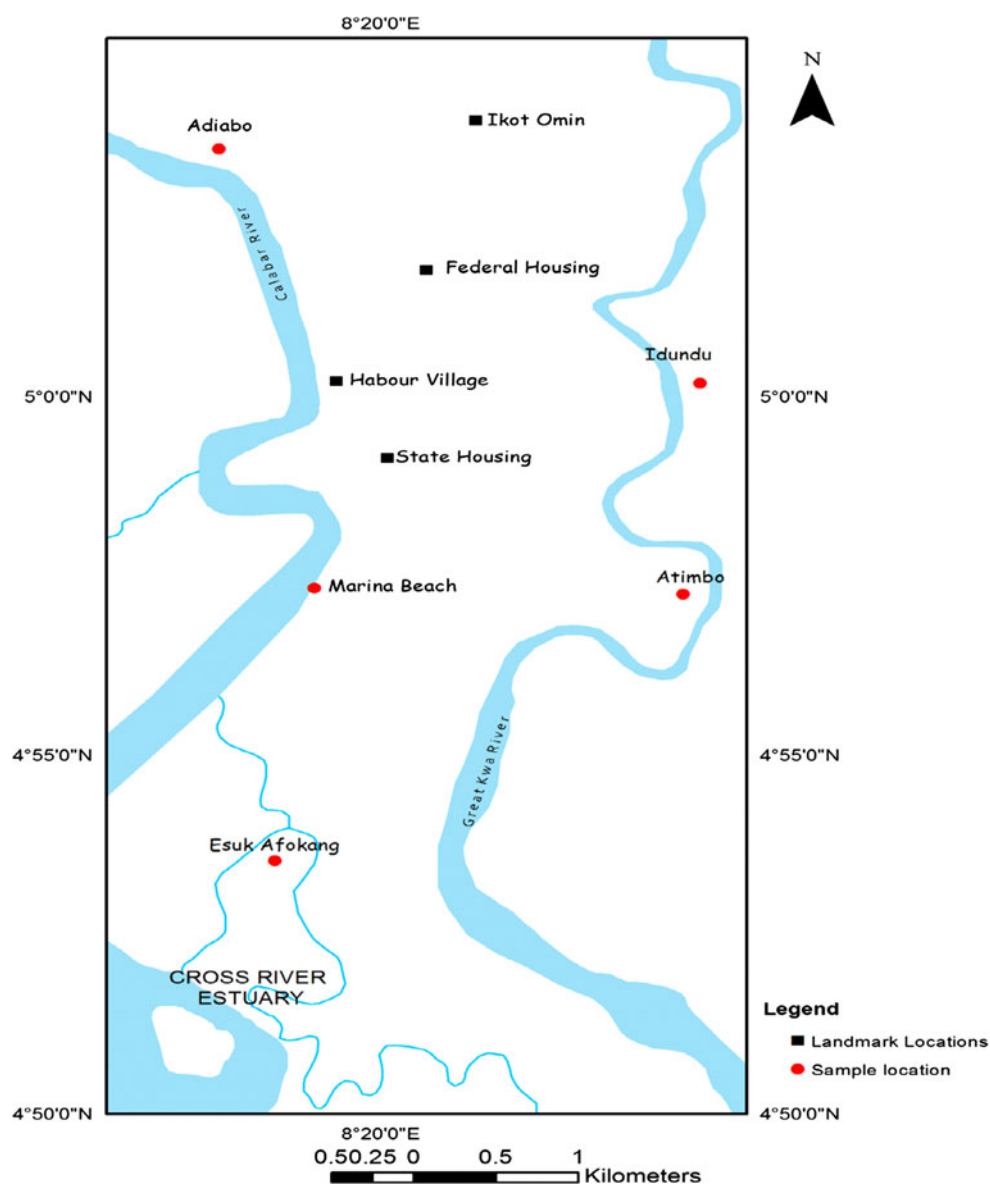 8°20'0"E
N
Ikot Omin
Adiabo
Calabar River
Federal Housing
Idundu
Habour Village
5°0'0"N
5°0'0"N
State Housing
Marina Beach
Atimbo
4°55'0"N
4°55'0"N
Great Kwa River
Esuk Afokang
CROSS RIVER
ESTUARY
Legend
Landmark Locations
Sample location
4°50'0"N
4°50'0"N
8°20'0"E
0.50.25 0 0.5 1
Kilometers